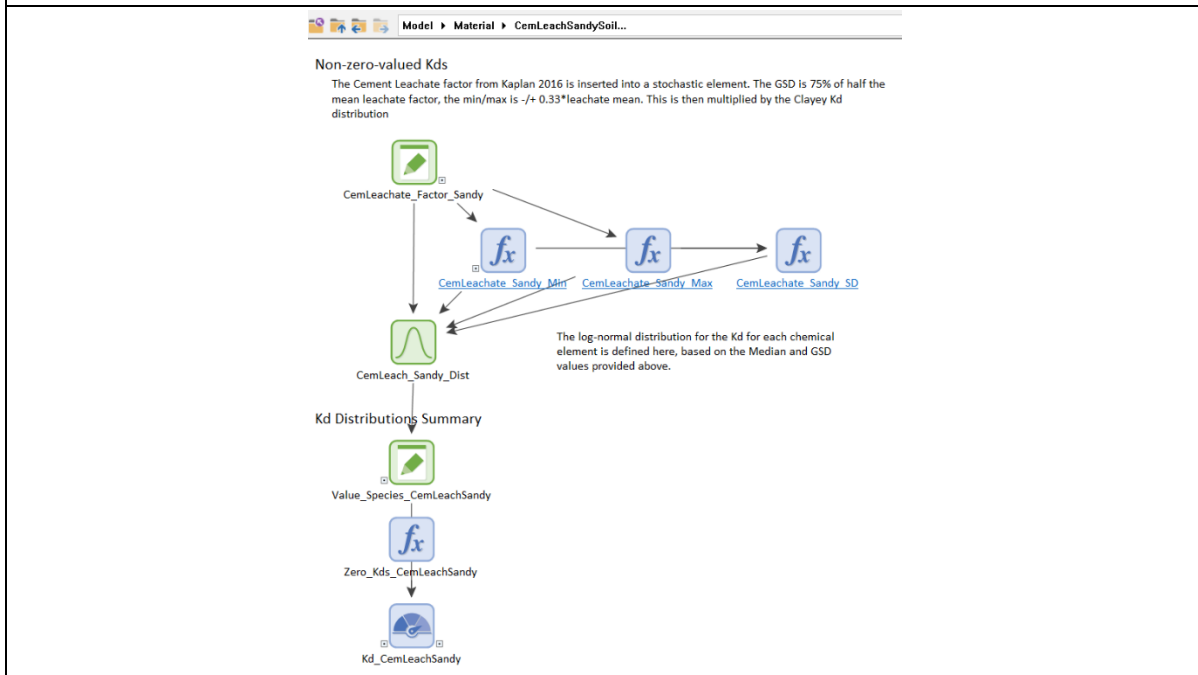 Model ▸ Material ▸ CemLeachSandySoil...
Non-zero-valued Kds
The Cement Leachate factor from Kaplan 2016 is inserted into a stochastic element. The GSD is 75% of half the
mean leachate factor, the min/max is -/+ 0.33*leachate mean. This is then multiplied by the Clayey Kd
distribution
CemLeachate_Factor_Sandy
fx
fx
fx
CemLeachate_Sandy_Min
CemLeachate_Sandy_Max
CemLeachate_Sandy_SD
The log-normal distribution for the Kd for each chemical
element is defined here, based on the Median and GSD
values provided above.
CemLeach_Sandy_Dist
Kd Distributions Summary
Value_Species_CemLeachSandy
fx
Zero_Kds_CemLeachSandy
Kd_CemLeachSandy